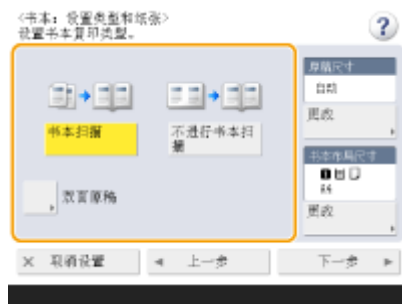 <书本：设置类型和纸张>
设置书本复印类型。
书本扫描
不进行书本扫
描
双面原稿
原稿尺寸
自动
更改
书本布局尺寸
1
A4
更改
× 取消设置
上一步
下一步